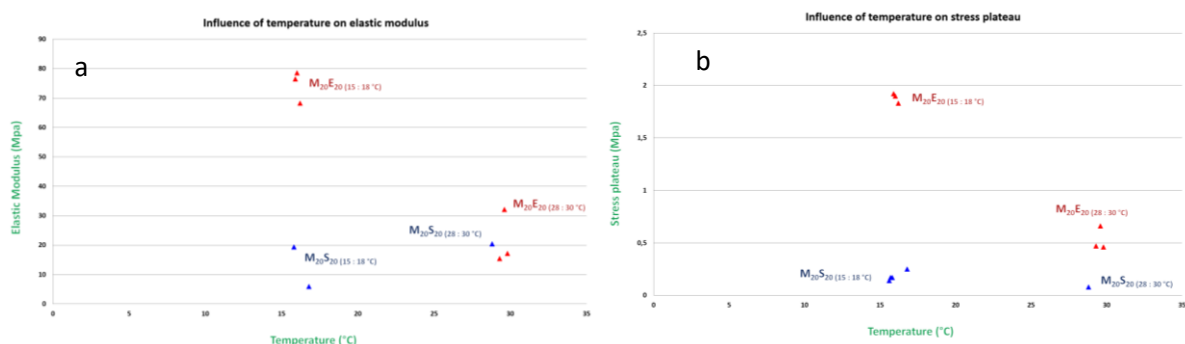 Influence of temperature on elastic modulus
a
90
80
70
60
50
40
30
20
10
0
0 5 10 15 20 25 30 35
Elastic Modulus (Mpa)
Temperature (°C)
M20E20 (15 : 18 °C)
M20E20 (28 : 30 °C)
M20S20 (28 : 30 °C)
M20S20 (15 : 18 °C)
Influence of temperature on stress plateau
b
2,5
2
1,5
1
0,5
0
0 5 10 15 20 25 30 35
Stress plateau (Mpa)
Temperature (°C)
M20E20 (15 : 18 °C)
M20E20 (28 : 30 °C)
M20S20 (15 : 18 °C)
M20S20 (28 : 30 °C)